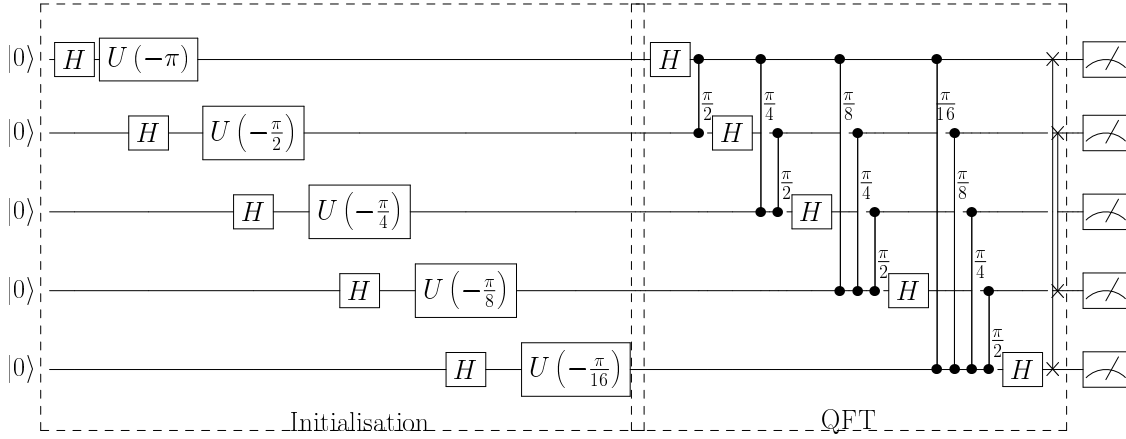 |0⟩ H U(−π) H π/2 π/4 π/8 π/16
|0⟩ H U(−π/2) H π/2 π/4 π/8
|0⟩ H U(−π/4) H π/2 π/4
|0⟩ H U(−π/8) H π/2
|0⟩ H U(−π/16) H
Initialisation QFT